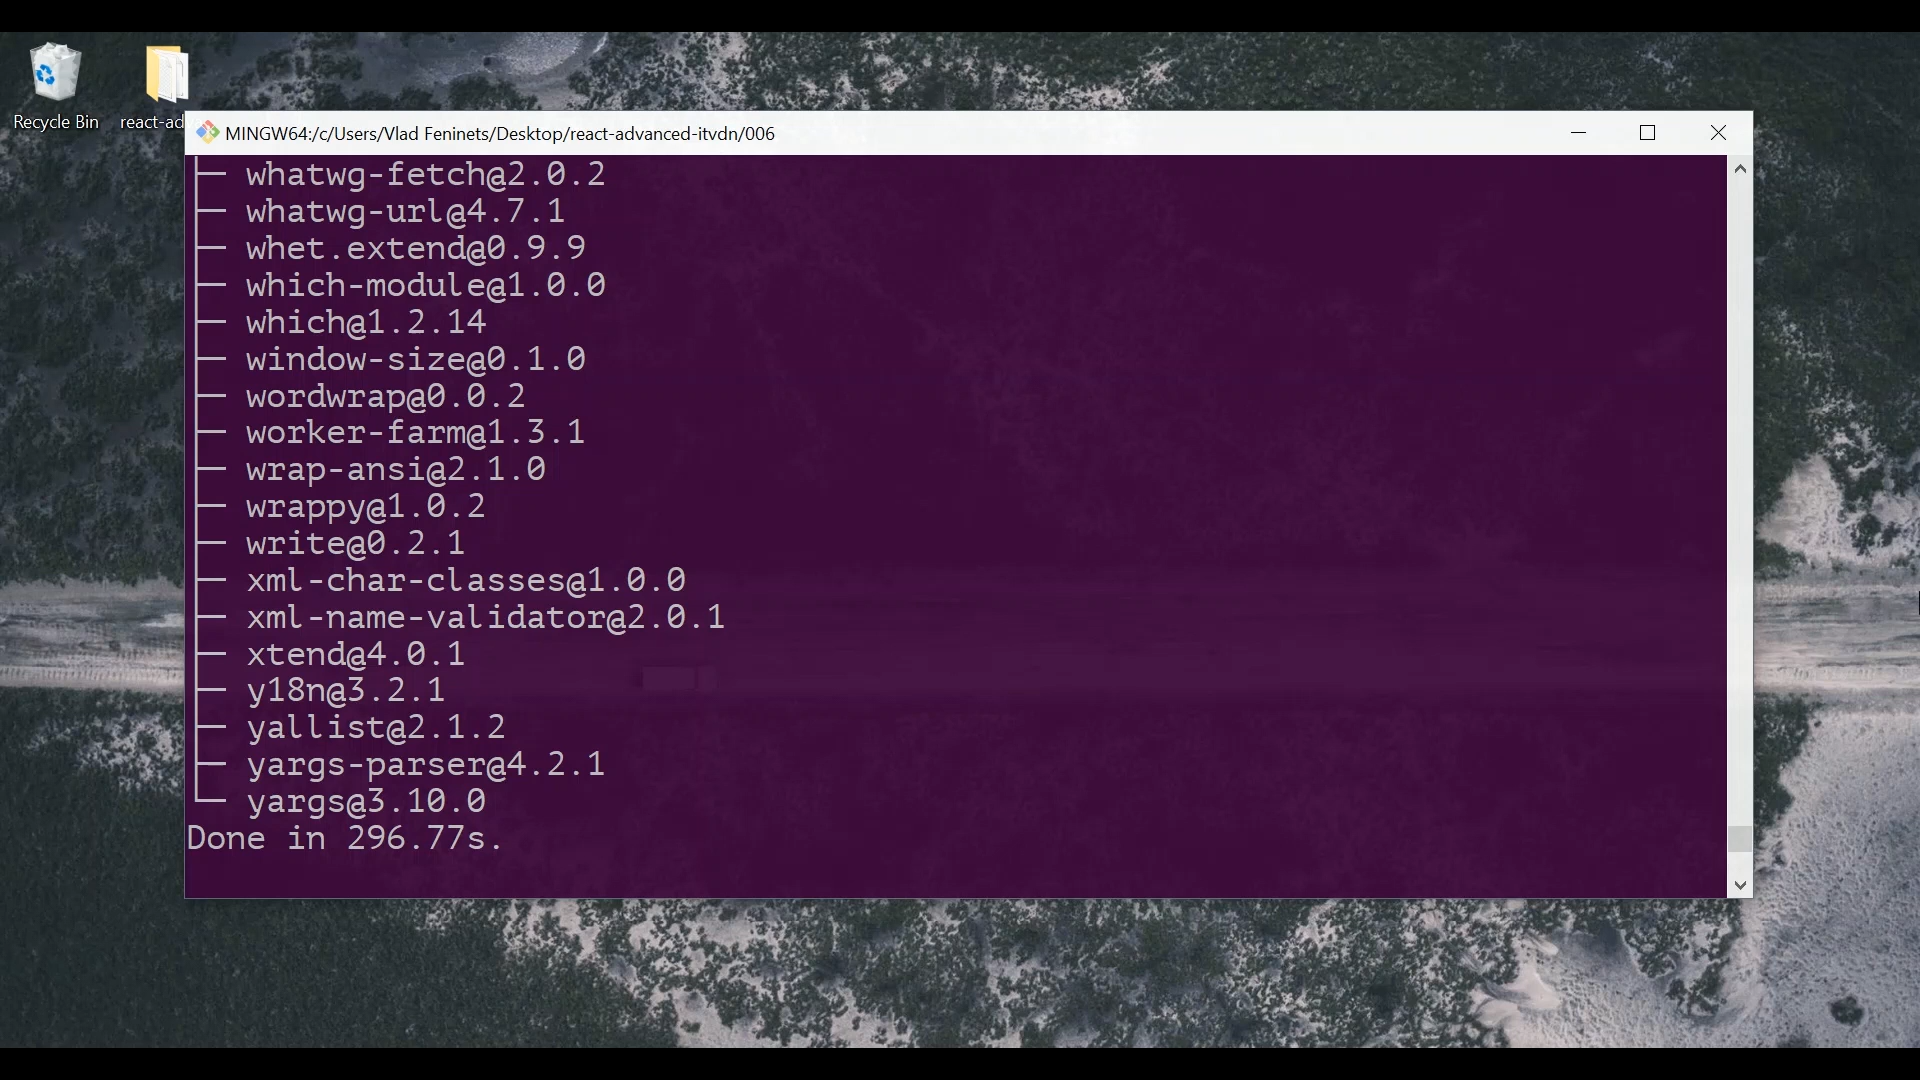 Recycle Bin
react-ad
MINGW64:/c/Users/Vlad Feninets/Desktop/react-advanced-itvdn/006
├─ whatwg-fetch@2.0.2
├─ whatwg-url@4.7.1
├─ whet.extend@0.9.9
├─ which-module@1.0.0
├─ which@1.2.14
├─ window-size@0.1.0
├─ wordwrap@0.0.2
├─ worker-farm@1.3.1
├─ wrap-ansi@2.1.0
├─ wrappy@1.0.2
├─ write@0.2.1
├─ xml-char-classes@1.0.0
├─ xml-name-validator@2.0.1
├─ xtend@4.0.1
├─ y18n@3.2.1
├─ yallist@2.1.2
├─ yargs-parser@4.2.1
└─ yargs@3.10.0
Done in 296.77s.